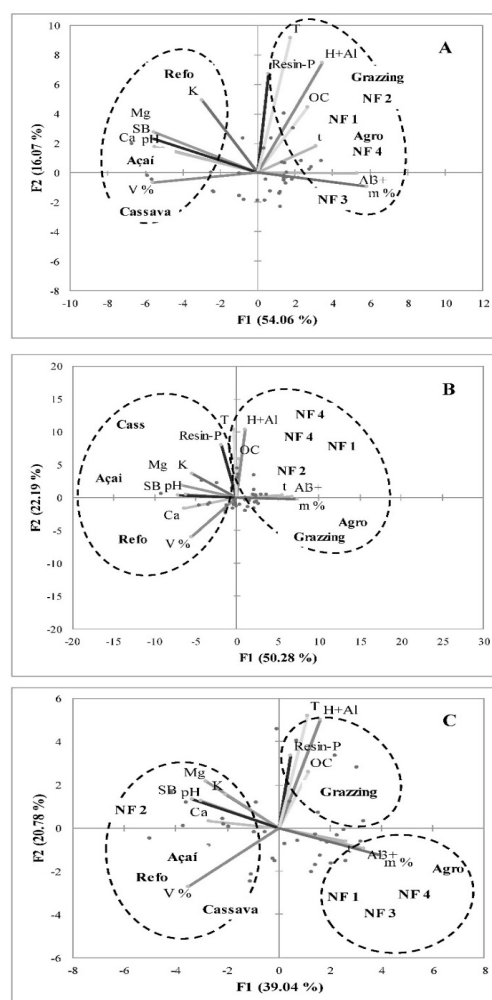 A
10
8
6
4
2
0
-2
-4
-6
-8
F2 (16.07 %)
T
H+Al
Resin-P
Refo
K
Grazzing
NF 2
OC
NF 1
Mg
SB
Agro
Ca pH
t
NF 4
Açaí
Al3+
V %
m %
Cassava
NF 3
-10 -8 -6 -4 -2 0 2 4 6 8 10 12
F1 (54.06 %)
B
20
15
10
5
0
-5
-10
-15
-20
F2 (22.19 %)
Cass
T
H+Al
NF 4
Resin-P
NF 4
NF 1
OC
Açaí
Mg
K
NF 2
SB pH
t
Al3+
Ca
m %
Refo
V %
Agro
Grazzing
-20 -15 -10 -5 0 5 10 15 20 25 30
F1 (50.28 %)
C
6
4
2
0
-2
-4
-6
F2 (20.78 %)
T
H+Al
Resin-P
OC
Mg
K
Grazzing
SB pH
NF 2
Ca
Açaí
Al3+
Refo
m %
Agro
V %
NF 1
NF 4
Cassava
NF 3
-8 -6 -4 -2 0 2 4 6 8
F1 (39.04 %)